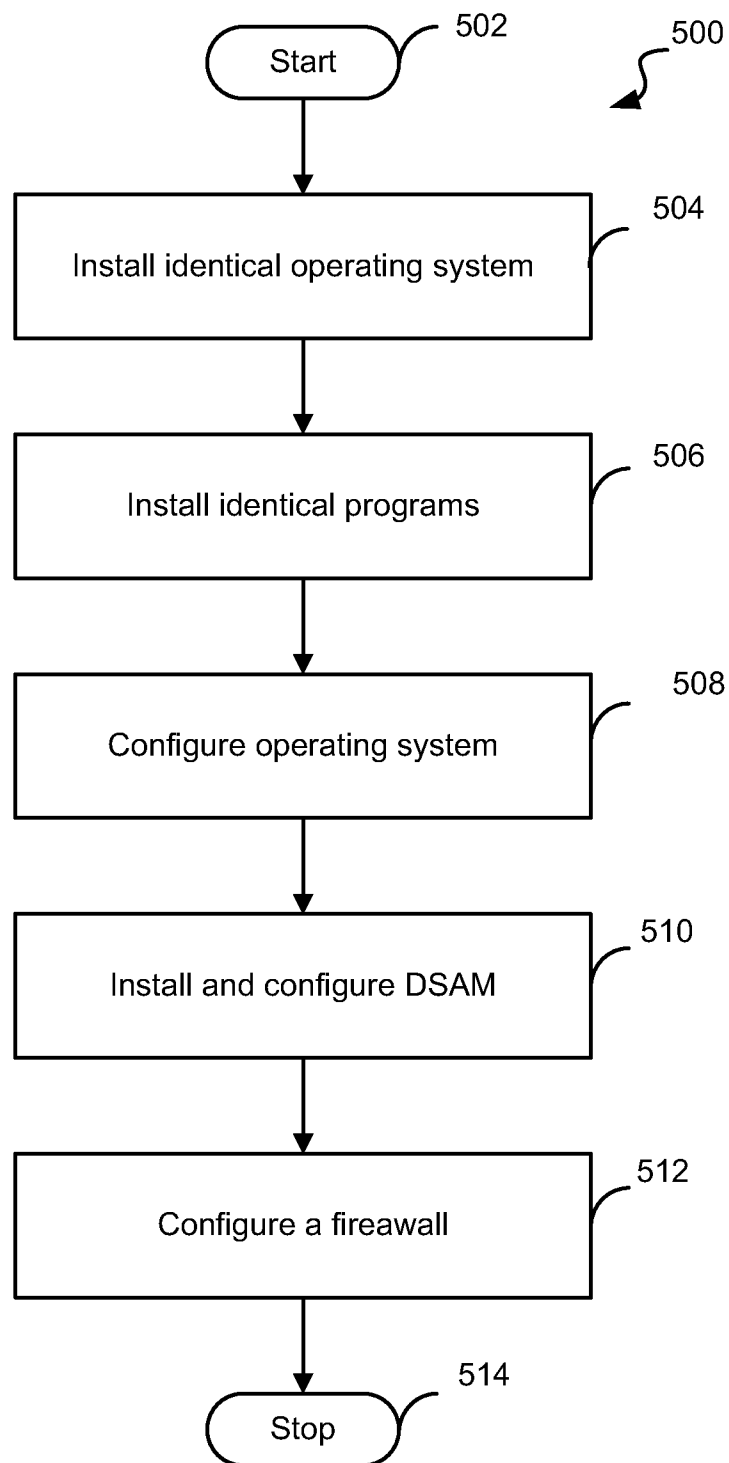 502
Start
500
504
Install identical operating system
506
Install identical programs
508
Configure operating system
510
Install and configure DSAM
512
Configure a fireawall
514
Stop